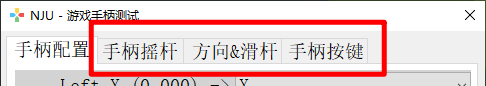 NJU - 游戏手柄测试
手柄配置 手柄摇杆 方向&滑杆 手柄按键
Left X (0.000) -> X